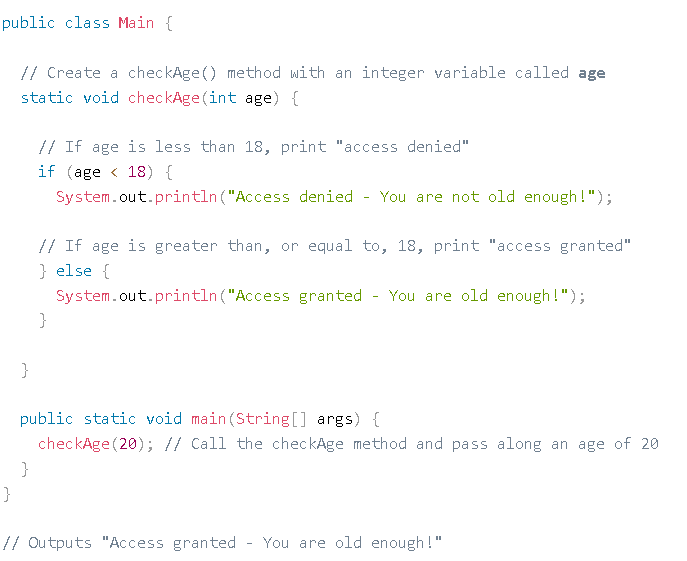 public class Main {
// Create a checkAge() method with an integer variable called age
static void checkAge(int age) {
// If age is less than 18, print "access denied"
if (age < 18) {
System.out.println("Access denied - You are not old enough!");
// If age is greater than, or equal to, 18, print "access granted"
} else {
System.out.println("Access granted - You are old enough!");
}
}
public static void main(String[] args) {
checkAge(20); // Call the checkAge method and pass along an age of 20
}
}
// Outputs "Access granted - You are old enough!"